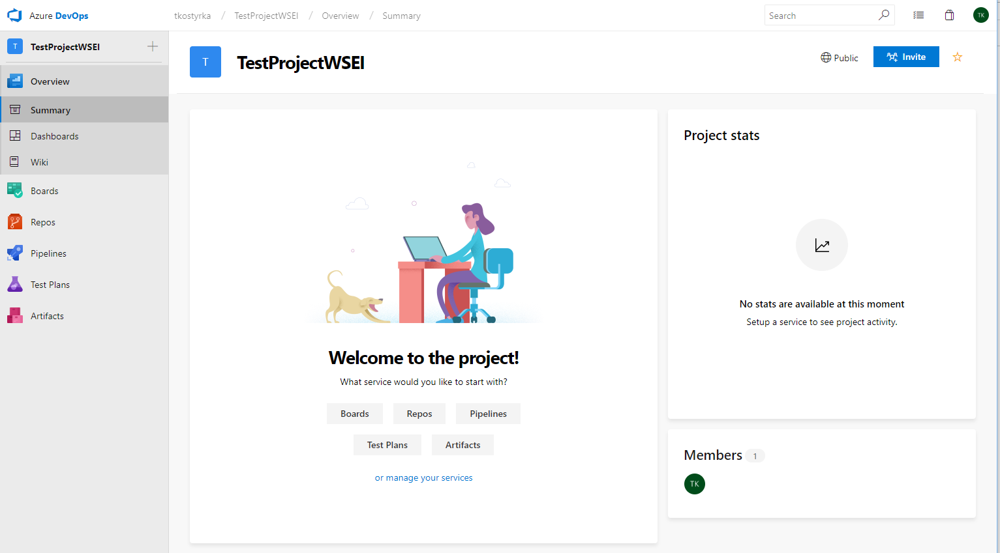 Azure DevOps
tkostyrka / TestProjectWSEI / Overview / Summary
Search
TK
T TestProjectWSEI
Overview
Summary
Dashboards
Wiki
Boards
Repos
Pipelines
Test Plans
Artifacts
T TestProjectWSEI
Public
Invite
Welcome to the project!
What service would you like to start with?
Boards Repos Pipelines
Test Plans Artifacts
or manage your services
Project stats
No stats are available at this moment
Setup a service to see project activity.
Members 1
TK